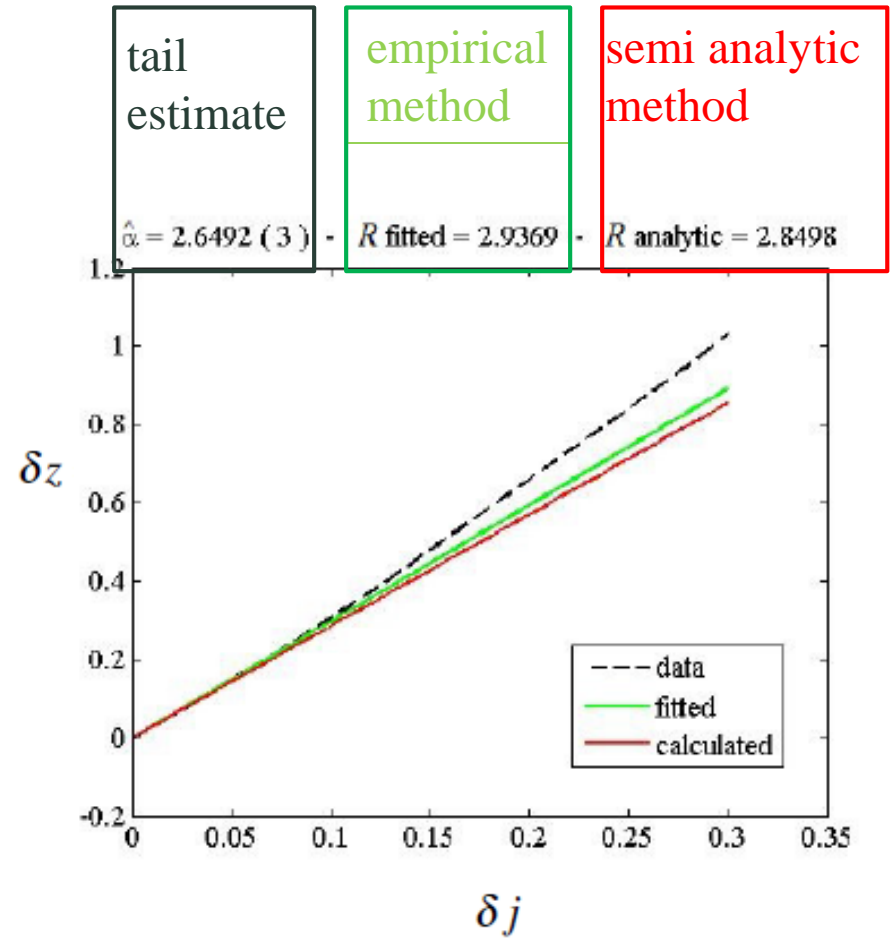 tail
estimate
empirical
method
semi analytic
method
α̂ = 2.6492 ( 3 ) - R fitted = 2.9369 - R analytic = 2.8498
1.2
1
0.8
δz
0.6
0.4
0.2
0
-0.2
data
fitted
calculated
0 0.05 0.1 0.15 0.2 0.25 0.3 0.35
δj